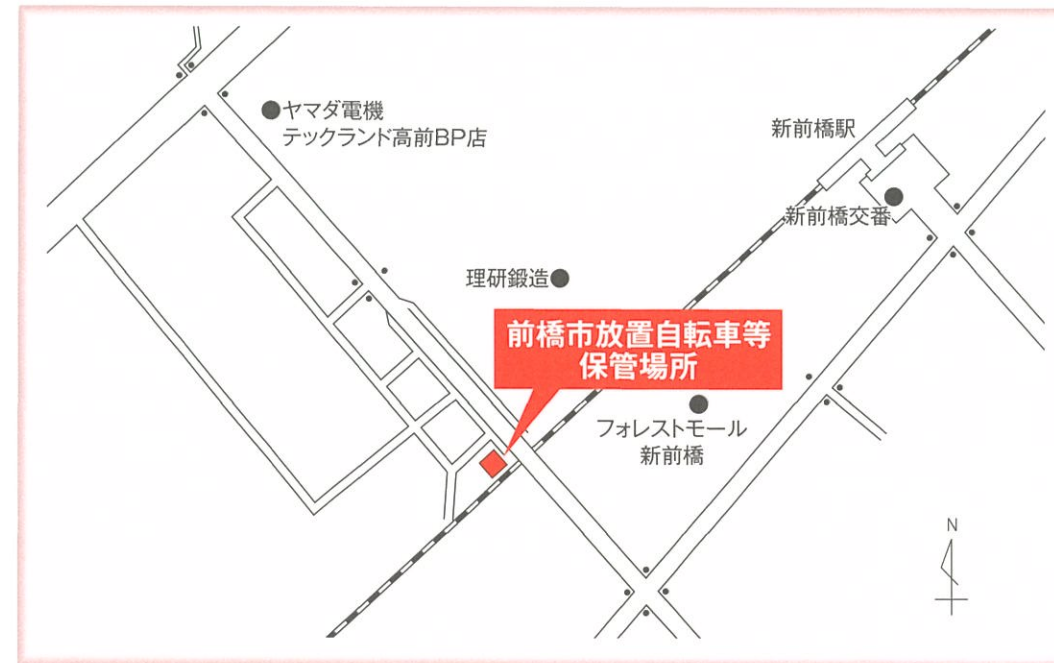 ヤマダ電機
テックランド高前BP店
新前橋駅
新前橋交番
理研鍛造
前橋市放置自転車等
保管場所
フォレストモール
新前橋
N